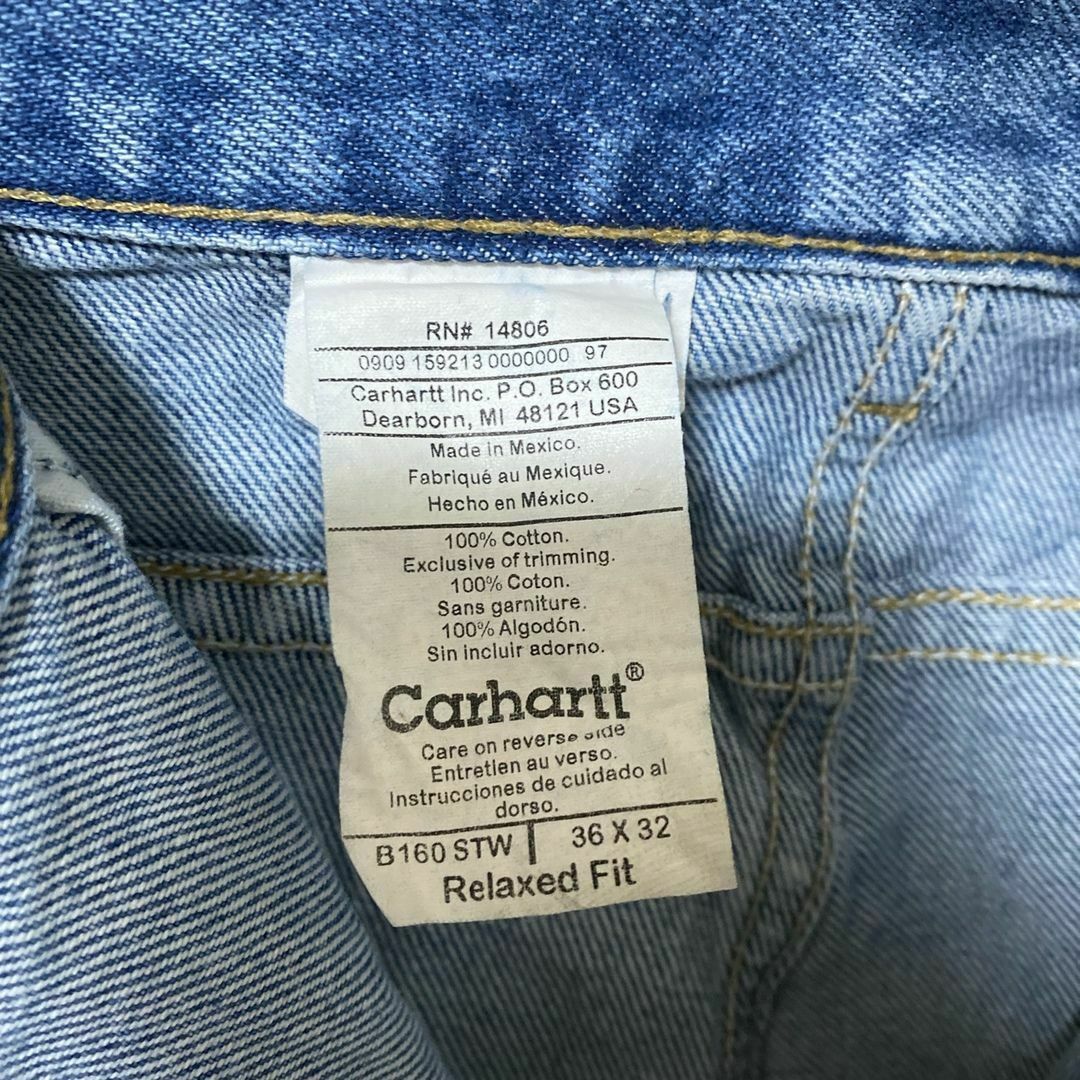 RN# 14806
0909 159213 0000000 97
Carhartt Inc. P.O. Box 600
Dearborn, MI 48121 USA
Made in Mexico.
Fabriqué au Mexique.
Hecho en México.
100% Cotton.
Exclusive of trimming.
100% Coton.
Sans garniture.
100% Algodón.
Sin incluir adorno.
Carhartt®
Care on reverse side
Entretien au verso.
Instrucciones de cuidado al
dorso.
B160 STW | 36 X 32
Relaxed Fit